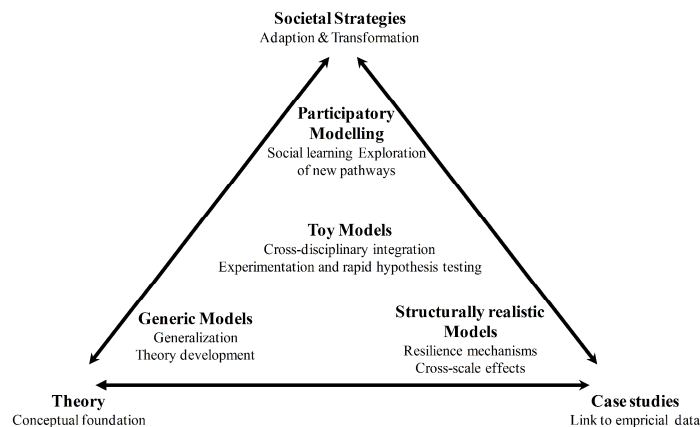 Societal Strategies
Adaption & Transformation
Participatory
Modelling
Social learning Exploration
of new pathways
Toy Models
Cross-disciplinary integration
Experimentation and rapid hypothesis testing
Generic Models
Generalization
Theory development
Structurally realistic
Models
Resilience mechanisms
Cross-scale effects
Theory
Conceptual foundation
Case studies
Link to empricial data